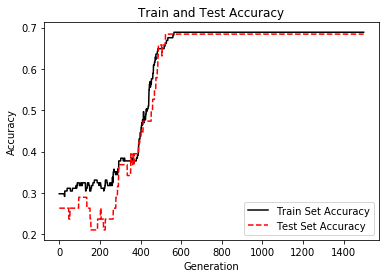 Train and Test Accuracy
0.7
0.6
0.5
0.4
0.3
0.2
Accuracy
Train Set Accuracy
Test Set Accuracy
0 200 400 600 800 1000 1200 1400
Generation